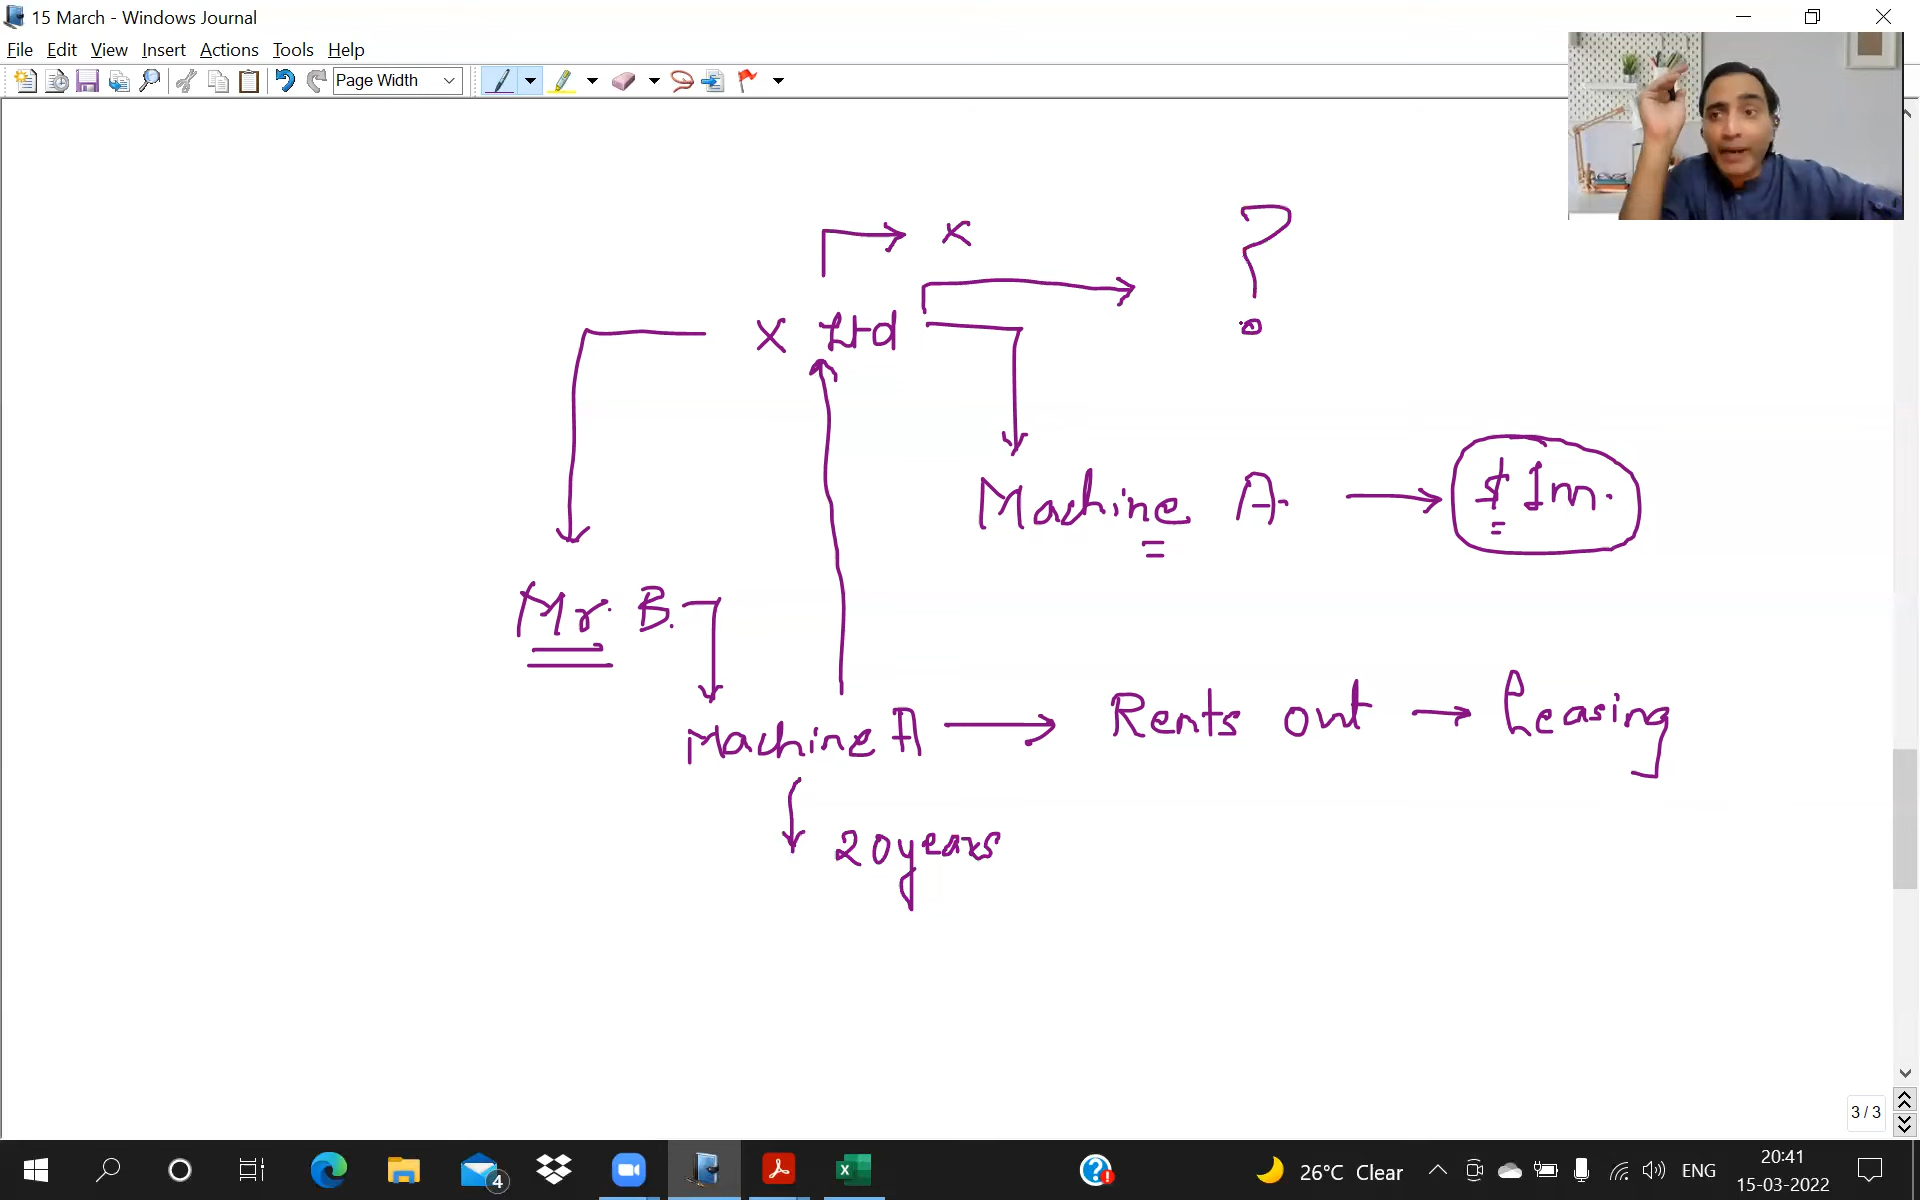 15 March - Windows Journal
File Edit View Insert Actions Tools Help
Page Width
x
?
X Ltd
Machine A.
$ 1m.
Mr. B.
Machine A
Rents out
Leasing
20years
3 / 3
4
26°C Clear
ENG
20:41
15-03-2022